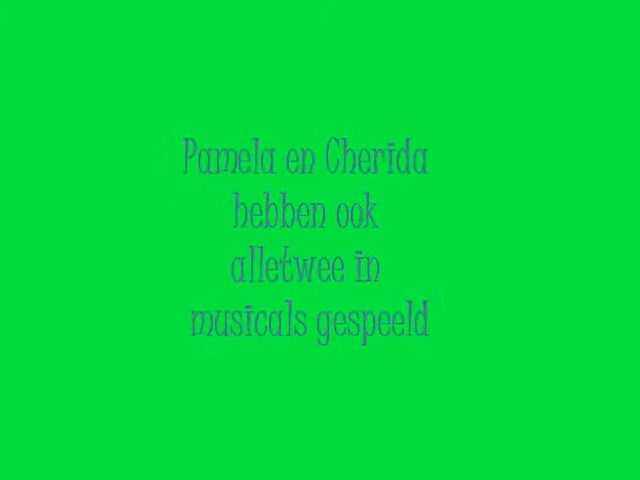 Pamela en Cherida
hebben ook
alletwee in
musicals gespeeld